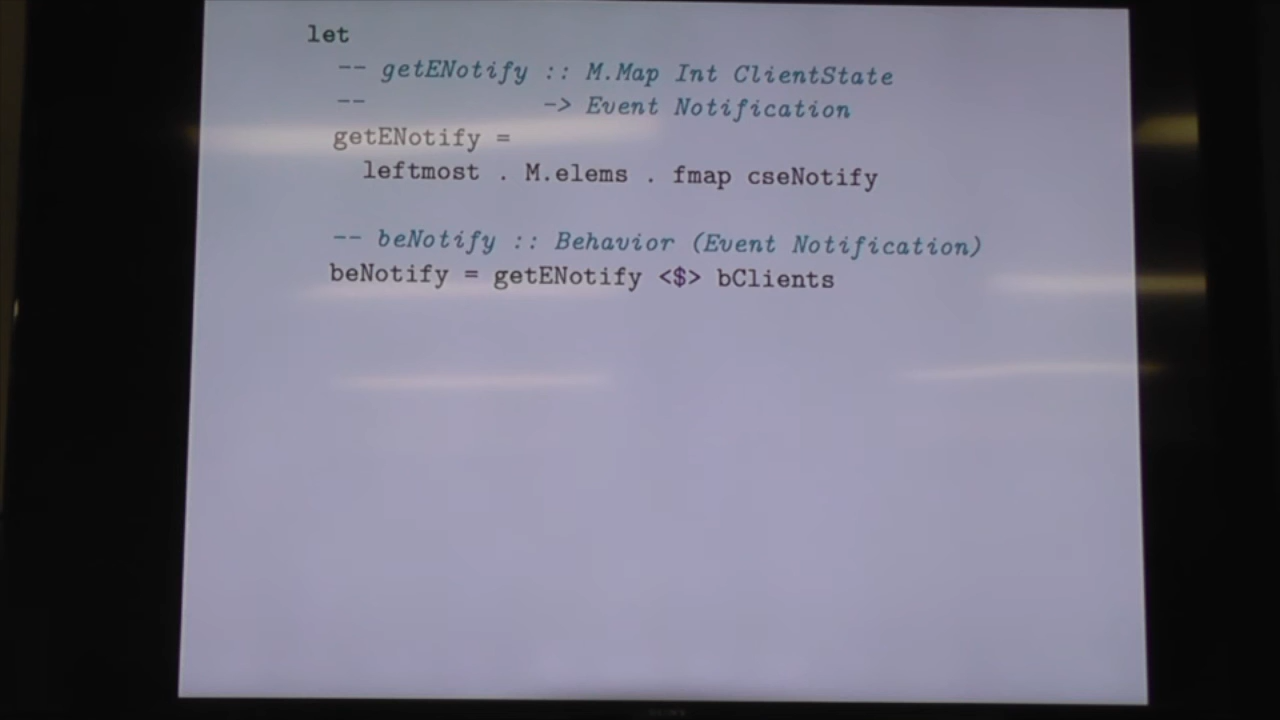 let
-- getENotify :: M.Map Int ClientState
-- -> Event Notification
getENotify =
leftmost . M.elems . fmap cseNotify
-- beNotify :: Behavior (Event Notification)
beNotify = getENotify <$> bClients